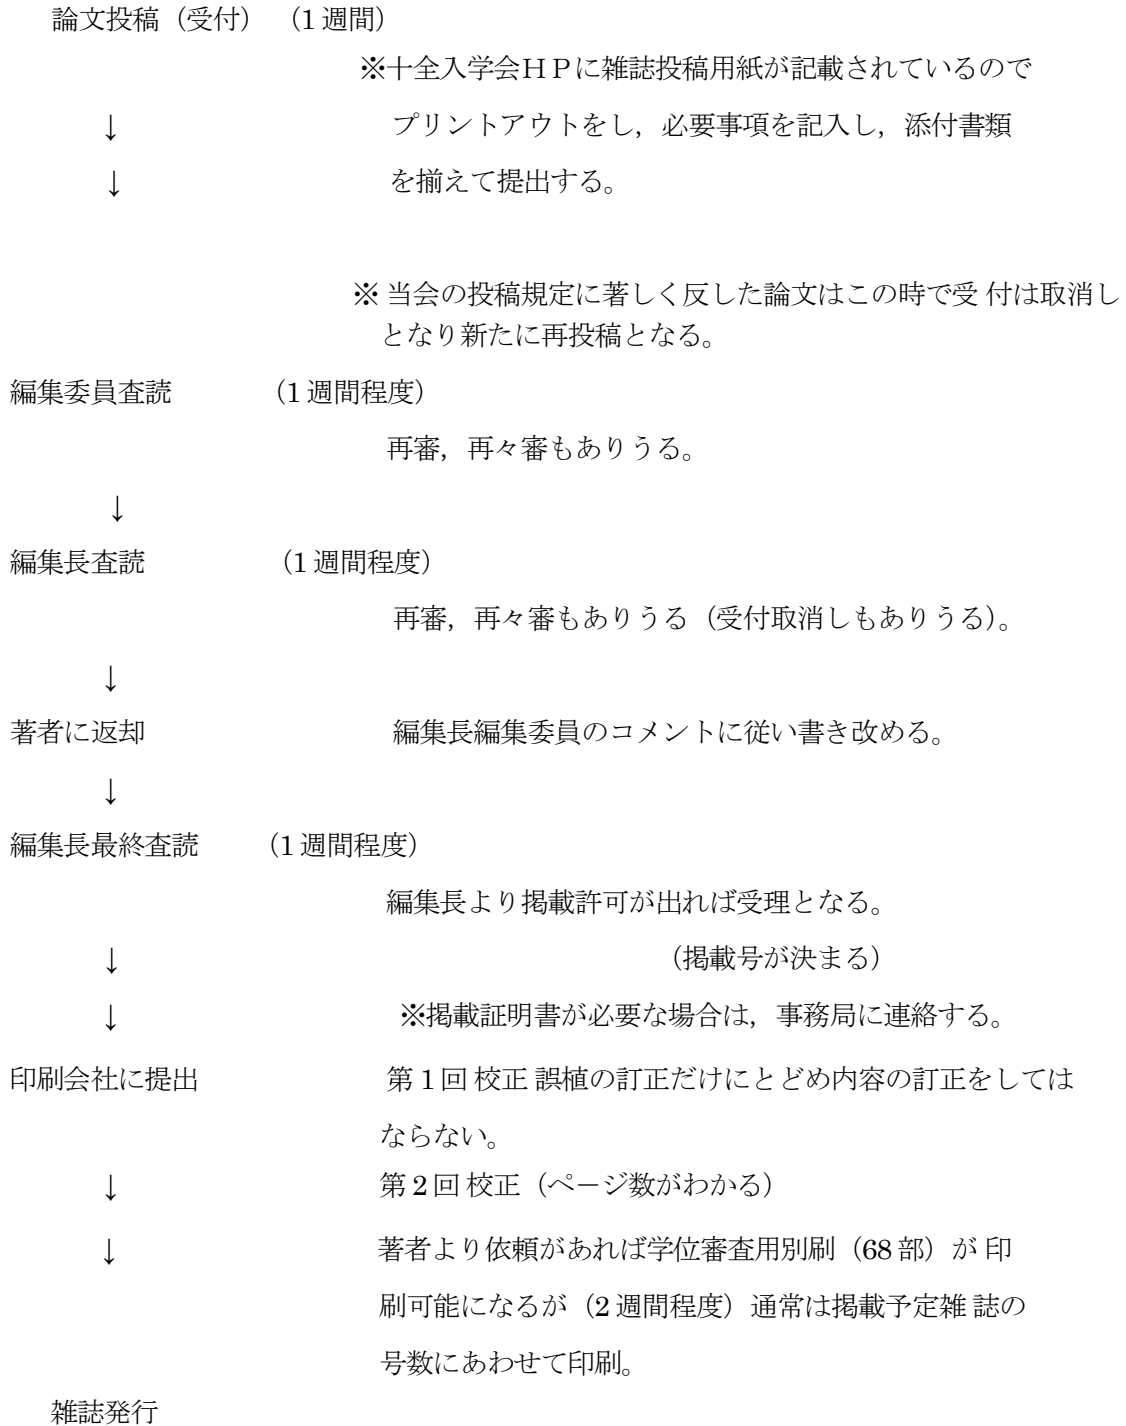 論文投稿（受付）（1週間）
※十全入学会ＨＰに雑誌投稿用紙が記載されているので
↓ プリントアウトをし，必要事項を記入し，添付書類
↓ を揃えて提出する。
※ 当会の投稿規定に著しく反した論文はこの時で受 付は取消し
となり新たに再投稿となる。
編集委員査読 （1週間程度）
再審，再々審もありうる。
↓
編集長査読 （1週間程度）
再審，再々審もありうる（受付取消しもありうる）。
↓
著者に返却 編集長編集委員のコメントに従い書き改める。
↓
編集長最終査読 （1週間程度）
編集長より掲載許可が出れば受理となる。
↓ （掲載号が決まる）
↓ ※掲載証明書が必要な場合は，事務局に連絡する。
印刷会社に提出 第1回 校正 誤植の訂正だけにとどめ内容の訂正をしては
ならない。
↓ 第2回 校正（ページ数がわかる）
↓ 著者より依頼があれば学位審査用別刷（68部）が 印
刷可能になるが（2週間程度）通常は掲載予定雑 誌の
号数にあわせて印刷。
雑誌発行